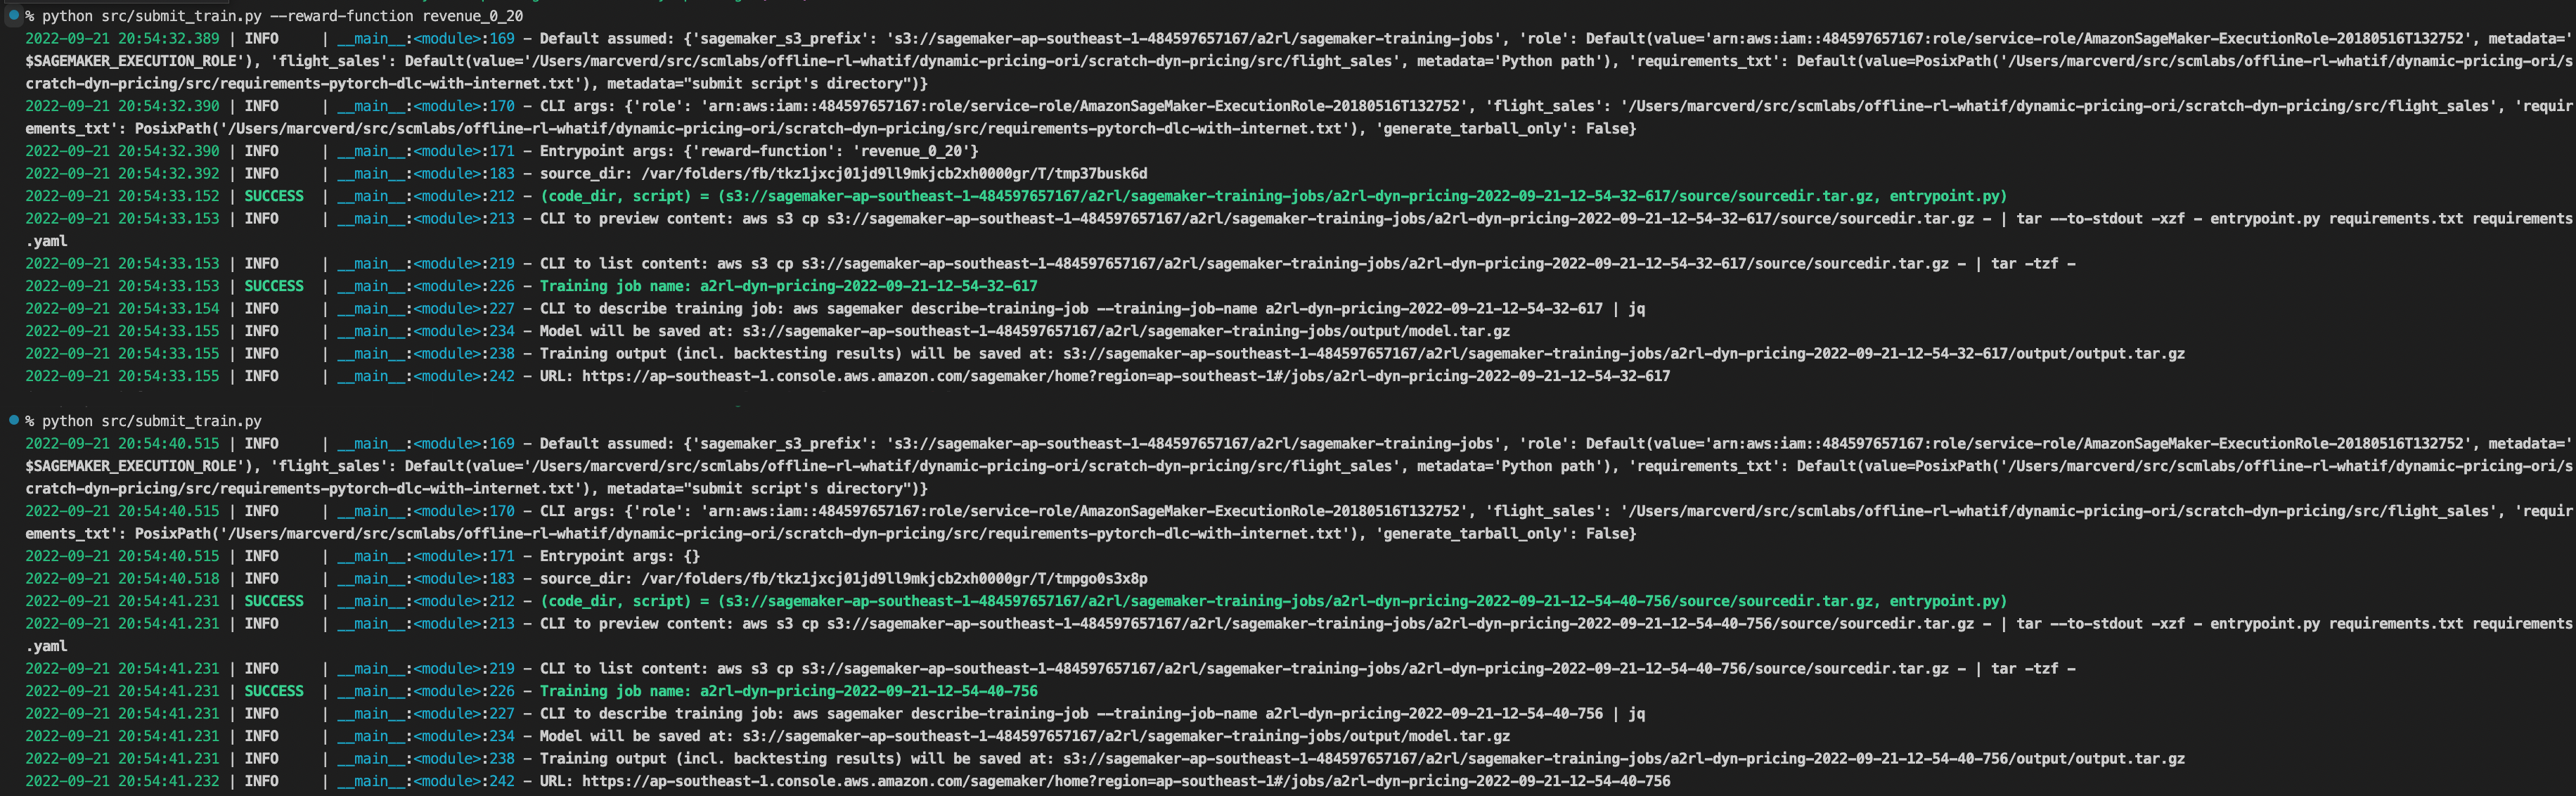 % python src/submit_train.py --reward-function revenue_0_20
2022-09-21 20:54:32.389 | INFO     | __main__:<module>:169 - Default assumed: {'sagemaker_s3_prefix': 's3://sagemaker-ap-southeast-1-484597657167/a2rl/sagemaker-training-jobs', 'role': Default(value='arn:aws:iam::484597657167:role/service-role/AmazonSageMaker-ExecutionRole-20180516T132752', metadata='
$SAGEMAKER_EXECUTION_ROLE'), 'flight_sales': Default(value='/Users/marcverd/src/scmlabs/offline-rl-whatif/dynamic-pricing-ori/scratch-dyn-pricing/src/flight_sales', metadata='Python path'), 'requirements_txt': Default(value=PosixPath('/Users/marcverd/src/scmlabs/offline-rl-whatif/dynamic-pricing-ori/s
cratch-dyn-pricing/src/requirements-pytorch-dlc-with-internet.txt'), metadata="submit script's directory")}
2022-09-21 20:54:32.390 | INFO     | __main__:<module>:170 - CLI args: {'role': 'arn:aws:iam::484597657167:role/service-role/AmazonSageMaker-ExecutionRole-20180516T132752', 'flight_sales': '/Users/marcverd/src/scmlabs/offline-rl-whatif/dynamic-pricing-ori/scratch-dyn-pricing/src/flight_sales', 'requir
ements_txt': PosixPath('/Users/marcverd/src/scmlabs/offline-rl-whatif/dynamic-pricing-ori/scratch-dyn-pricing/src/requirements-pytorch-dlc-with-internet.txt'), 'generate_tarball_only': False}
2022-09-21 20:54:32.390 | INFO     | __main__:<module>:171 - Entrypoint args: {'reward-function': 'revenue_0_20'}
2022-09-21 20:54:32.392 | INFO     | __main__:<module>:183 - source_dir: /var/folders/fb/tkz1jxcj01jd9ll9mkjcb2xh0000gr/T/tmp37busk6d
2022-09-21 20:54:33.152 | SUCCESS  | __main__:<module>:212 - (code_dir, script) = (s3://sagemaker-ap-southeast-1-484597657167/a2rl/sagemaker-training-jobs/a2rl-dyn-pricing-2022-09-21-12-54-32-617/source/sourcedir.tar.gz, entrypoint.py)
2022-09-21 20:54:33.153 | INFO     | __main__:<module>:213 - CLI to preview content: aws s3 cp s3://sagemaker-ap-southeast-1-484597657167/a2rl/sagemaker-training-jobs/a2rl-dyn-pricing-2022-09-21-12-54-32-617/source/sourcedir.tar.gz - | tar --to-stdout -xzf - entrypoint.py requirements.txt requirements
.yaml
2022-09-21 20:54:33.153 | INFO     | __main__:<module>:219 - CLI to list content: aws s3 cp s3://sagemaker-ap-southeast-1-484597657167/a2rl/sagemaker-training-jobs/a2rl-dyn-pricing-2022-09-21-12-54-32-617/source/sourcedir.tar.gz - | tar -tzf -
2022-09-21 20:54:33.153 | SUCCESS  | __main__:<module>:226 - Training job name: a2rl-dyn-pricing-2022-09-21-12-54-32-617
2022-09-21 20:54:33.154 | INFO     | __main__:<module>:227 - CLI to describe training job: aws sagemaker describe-training-job --training-job-name a2rl-dyn-pricing-2022-09-21-12-54-32-617 | jq
2022-09-21 20:54:33.155 | INFO     | __main__:<module>:234 - Model will be saved at: s3://sagemaker-ap-southeast-1-484597657167/a2rl/sagemaker-training-jobs/output/model.tar.gz
2022-09-21 20:54:33.155 | INFO     | __main__:<module>:238 - Training output (incl. backtesting results) will be saved at: s3://sagemaker-ap-southeast-1-484597657167/a2rl/sagemaker-training-jobs/a2rl-dyn-pricing-2022-09-21-12-54-32-617/output/output.tar.gz
2022-09-21 20:54:33.155 | INFO     | __main__:<module>:242 - URL: https://ap-southeast-1.console.aws.amazon.com/sagemaker/home?region=ap-southeast-1#/jobs/a2rl-dyn-pricing-2022-09-21-12-54-32-617
% python src/submit_train.py
2022-09-21 20:54:40.515 | INFO     | __main__:<module>:169 - Default assumed: {'sagemaker_s3_prefix': 's3://sagemaker-ap-southeast-1-484597657167/a2rl/sagemaker-training-jobs', 'role': Default(value='arn:aws:iam::484597657167:role/service-role/AmazonSageMaker-ExecutionRole-20180516T132752', metadata='
$SAGEMAKER_EXECUTION_ROLE'), 'flight_sales': Default(value='/Users/marcverd/src/scmlabs/offline-rl-whatif/dynamic-pricing-ori/scratch-dyn-pricing/src/flight_sales', metadata='Python path'), 'requirements_txt': Default(value=PosixPath('/Users/marcverd/src/scmlabs/offline-rl-whatif/dynamic-pricing-ori/s
cratch-dyn-pricing/src/requirements-pytorch-dlc-with-internet.txt'), metadata="submit script's directory")}
2022-09-21 20:54:40.515 | INFO     | __main__:<module>:170 - CLI args: {'role': 'arn:aws:iam::484597657167:role/service-role/AmazonSageMaker-ExecutionRole-20180516T132752', 'flight_sales': '/Users/marcverd/src/scmlabs/offline-rl-whatif/dynamic-pricing-ori/scratch-dyn-pricing/src/flight_sales', 'requir
ements_txt': PosixPath('/Users/marcverd/src/scmlabs/offline-rl-whatif/dynamic-pricing-ori/scratch-dyn-pricing/src/requirements-pytorch-dlc-with-internet.txt'), 'generate_tarball_only': False}
2022-09-21 20:54:40.515 | INFO     | __main__:<module>:171 - Entrypoint args: {}
2022-09-21 20:54:40.518 | INFO     | __main__:<module>:183 - source_dir: /var/folders/fb/tkz1jxcj01jd9ll9mkjcb2xh0000gr/T/tmpgo0s3x8p
2022-09-21 20:54:41.231 | SUCCESS  | __main__:<module>:212 - (code_dir, script) = (s3://sagemaker-ap-southeast-1-484597657167/a2rl/sagemaker-training-jobs/a2rl-dyn-pricing-2022-09-21-12-54-40-756/source/sourcedir.tar.gz, entrypoint.py)
2022-09-21 20:54:41.231 | INFO     | __main__:<module>:213 - CLI to preview content: aws s3 cp s3://sagemaker-ap-southeast-1-484597657167/a2rl/sagemaker-training-jobs/a2rl-dyn-pricing-2022-09-21-12-54-40-756/source/sourcedir.tar.gz - | tar --to-stdout -xzf - entrypoint.py requirements.txt requirements
.yaml
2022-09-21 20:54:41.231 | INFO     | __main__:<module>:219 - CLI to list content: aws s3 cp s3://sagemaker-ap-southeast-1-484597657167/a2rl/sagemaker-training-jobs/a2rl-dyn-pricing-2022-09-21-12-54-40-756/source/sourcedir.tar.gz - | tar -tzf -
2022-09-21 20:54:41.231 | SUCCESS  | __main__:<module>:226 - Training job name: a2rl-dyn-pricing-2022-09-21-12-54-40-756
2022-09-21 20:54:41.231 | INFO     | __main__:<module>:227 - CLI to describe training job: aws sagemaker describe-training-job --training-job-name a2rl-dyn-pricing-2022-09-21-12-54-40-756 | jq
2022-09-21 20:54:41.231 | INFO     | __main__:<module>:234 - Model will be saved at: s3://sagemaker-ap-southeast-1-484597657167/a2rl/sagemaker-training-jobs/output/model.tar.gz
2022-09-21 20:54:41.231 | INFO     | __main__:<module>:238 - Training output (incl. backtesting results) will be saved at: s3://sagemaker-ap-southeast-1-484597657167/a2rl/sagemaker-training-jobs/a2rl-dyn-pricing-2022-09-21-12-54-40-756/output/output.tar.gz
2022-09-21 20:54:41.232 | INFO     | __main__:<module>:242 - URL: https://ap-southeast-1.console.aws.amazon.com/sagemaker/home?region=ap-southeast-1#/jobs/a2rl-dyn-pricing-2022-09-21-12-54-40-756